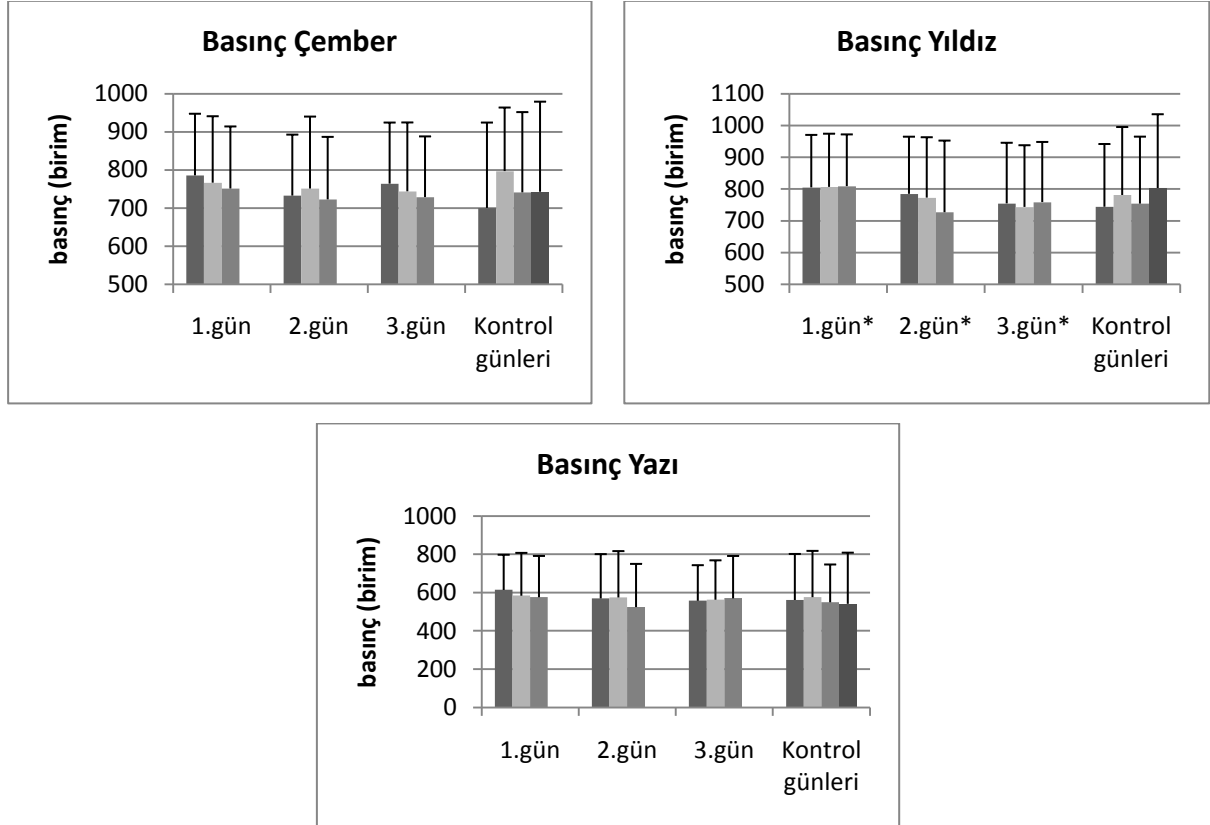 Basınç Çember
basınç (birim)
1000
900
800
700
600
500
1.gün 2.gün 3.gün Kontrol günleri
Basınç Yıldız
basınç (birim)
1100
1000
900
800
700
600
500
1.gün* 2.gün* 3.gün* Kontrol günleri
Basınç Yazı
basınç (birim)
1000
800
600
400
200
0
1.gün 2.gün 3.gün Kontrol günleri